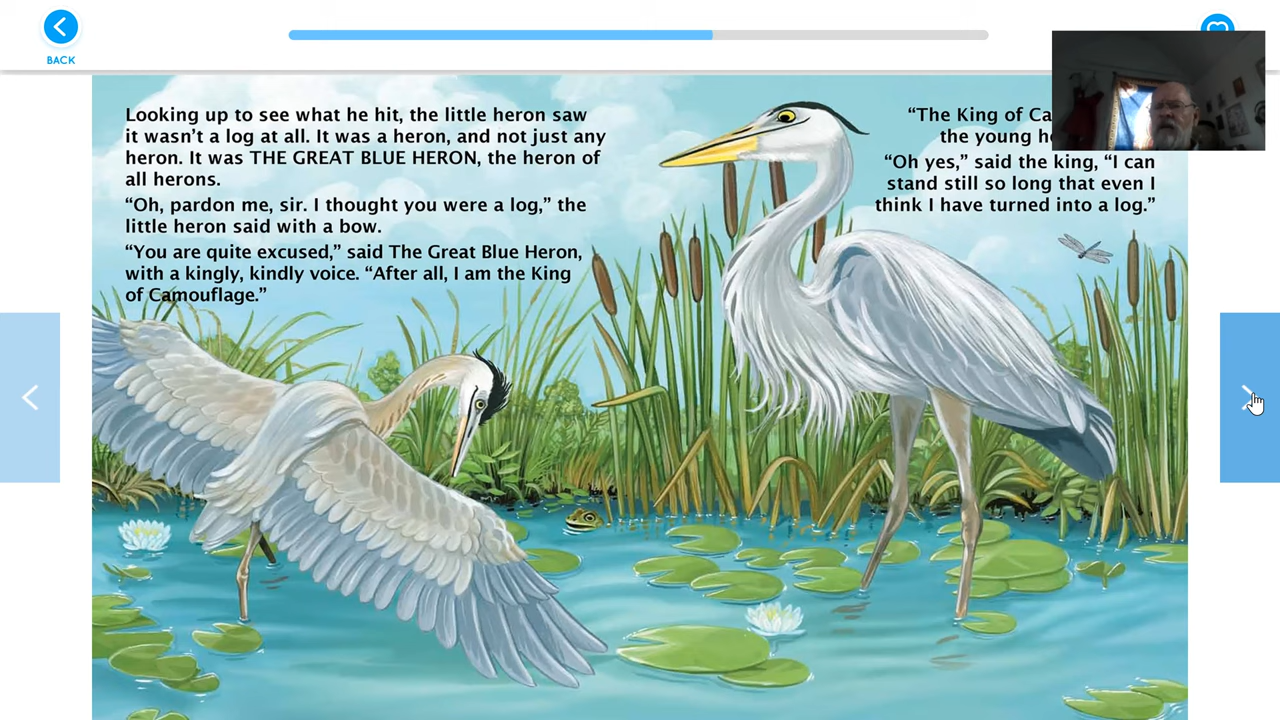 BACK
Looking up to see what he hit, the little heron saw
it wasn’t a log at all. It was a heron, and not just any
heron. It was THE GREAT BLUE HERON, the heron of
all herons.
“Oh, pardon me, sir. I thought you were a log,” the
little heron said with a bow.
“You are quite excused,” said The Great Blue Heron,
with a kingly, kindly voice. “After all, I am the King
of Camouflage.”
“The King of
the young
“Oh yes,” said the king, “I can
stand still so long that even I
think I have turned into a log.”